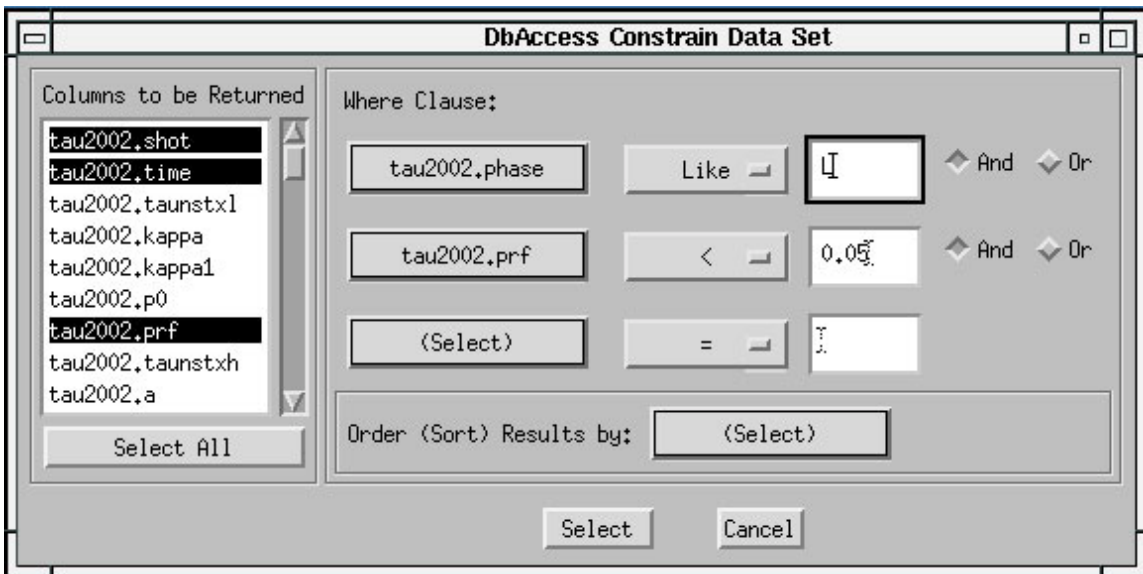 DbAccess Constrain Data Set
Columns to be Returned
tau2002.shot
tau2002.time
tau2002.taunstxl
tau2002.kappa
tau2002.kappa1
tau2002.p0
tau2002.prf
tau2002.taunstxh
tau2002.a
Select All
Where Clause:
tau2002.phase Like L And Or
tau2002.prf < 0.05 And Or
(Select) =
Order (Sort) Results by: (Select)
Select Cancel